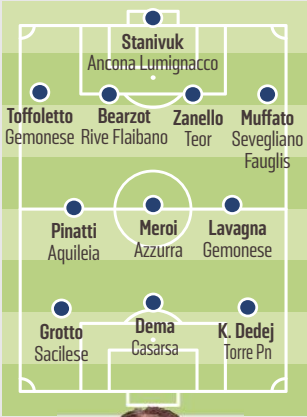 Stanivuk
Ancona Lumignacco
Toffoletto
Gemonese
Bearzot
Rive Flaibano
Zanello
Teor
Muffato
Sevegliano
Fauglis
Pinatti
Aquileia
Meroi
Azzurra
Lavagna
Gemonese
Grotto
Sacilese
Dema
Casarsa
K. Dedej
Torre Pn